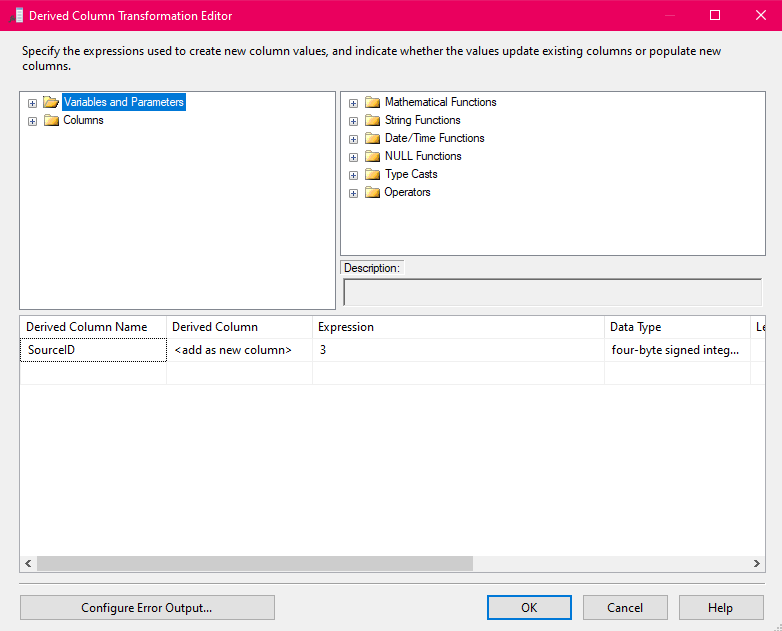 Derived Column Transformation Editor
Specify the expressions used to create new column values, and indicate whether the values update existing columns or populate new
columns.
Variables and Parameters
Columns
Mathematical Functions
String Functions
Date/Time Functions
NULL Functions
Type Casts
Operators
Description:
Derived Column Name Derived Column Expression Data Type Le
SourceID <add as new column> 3 four-byte signed integ...
Configure Error Output... OK Cancel Help